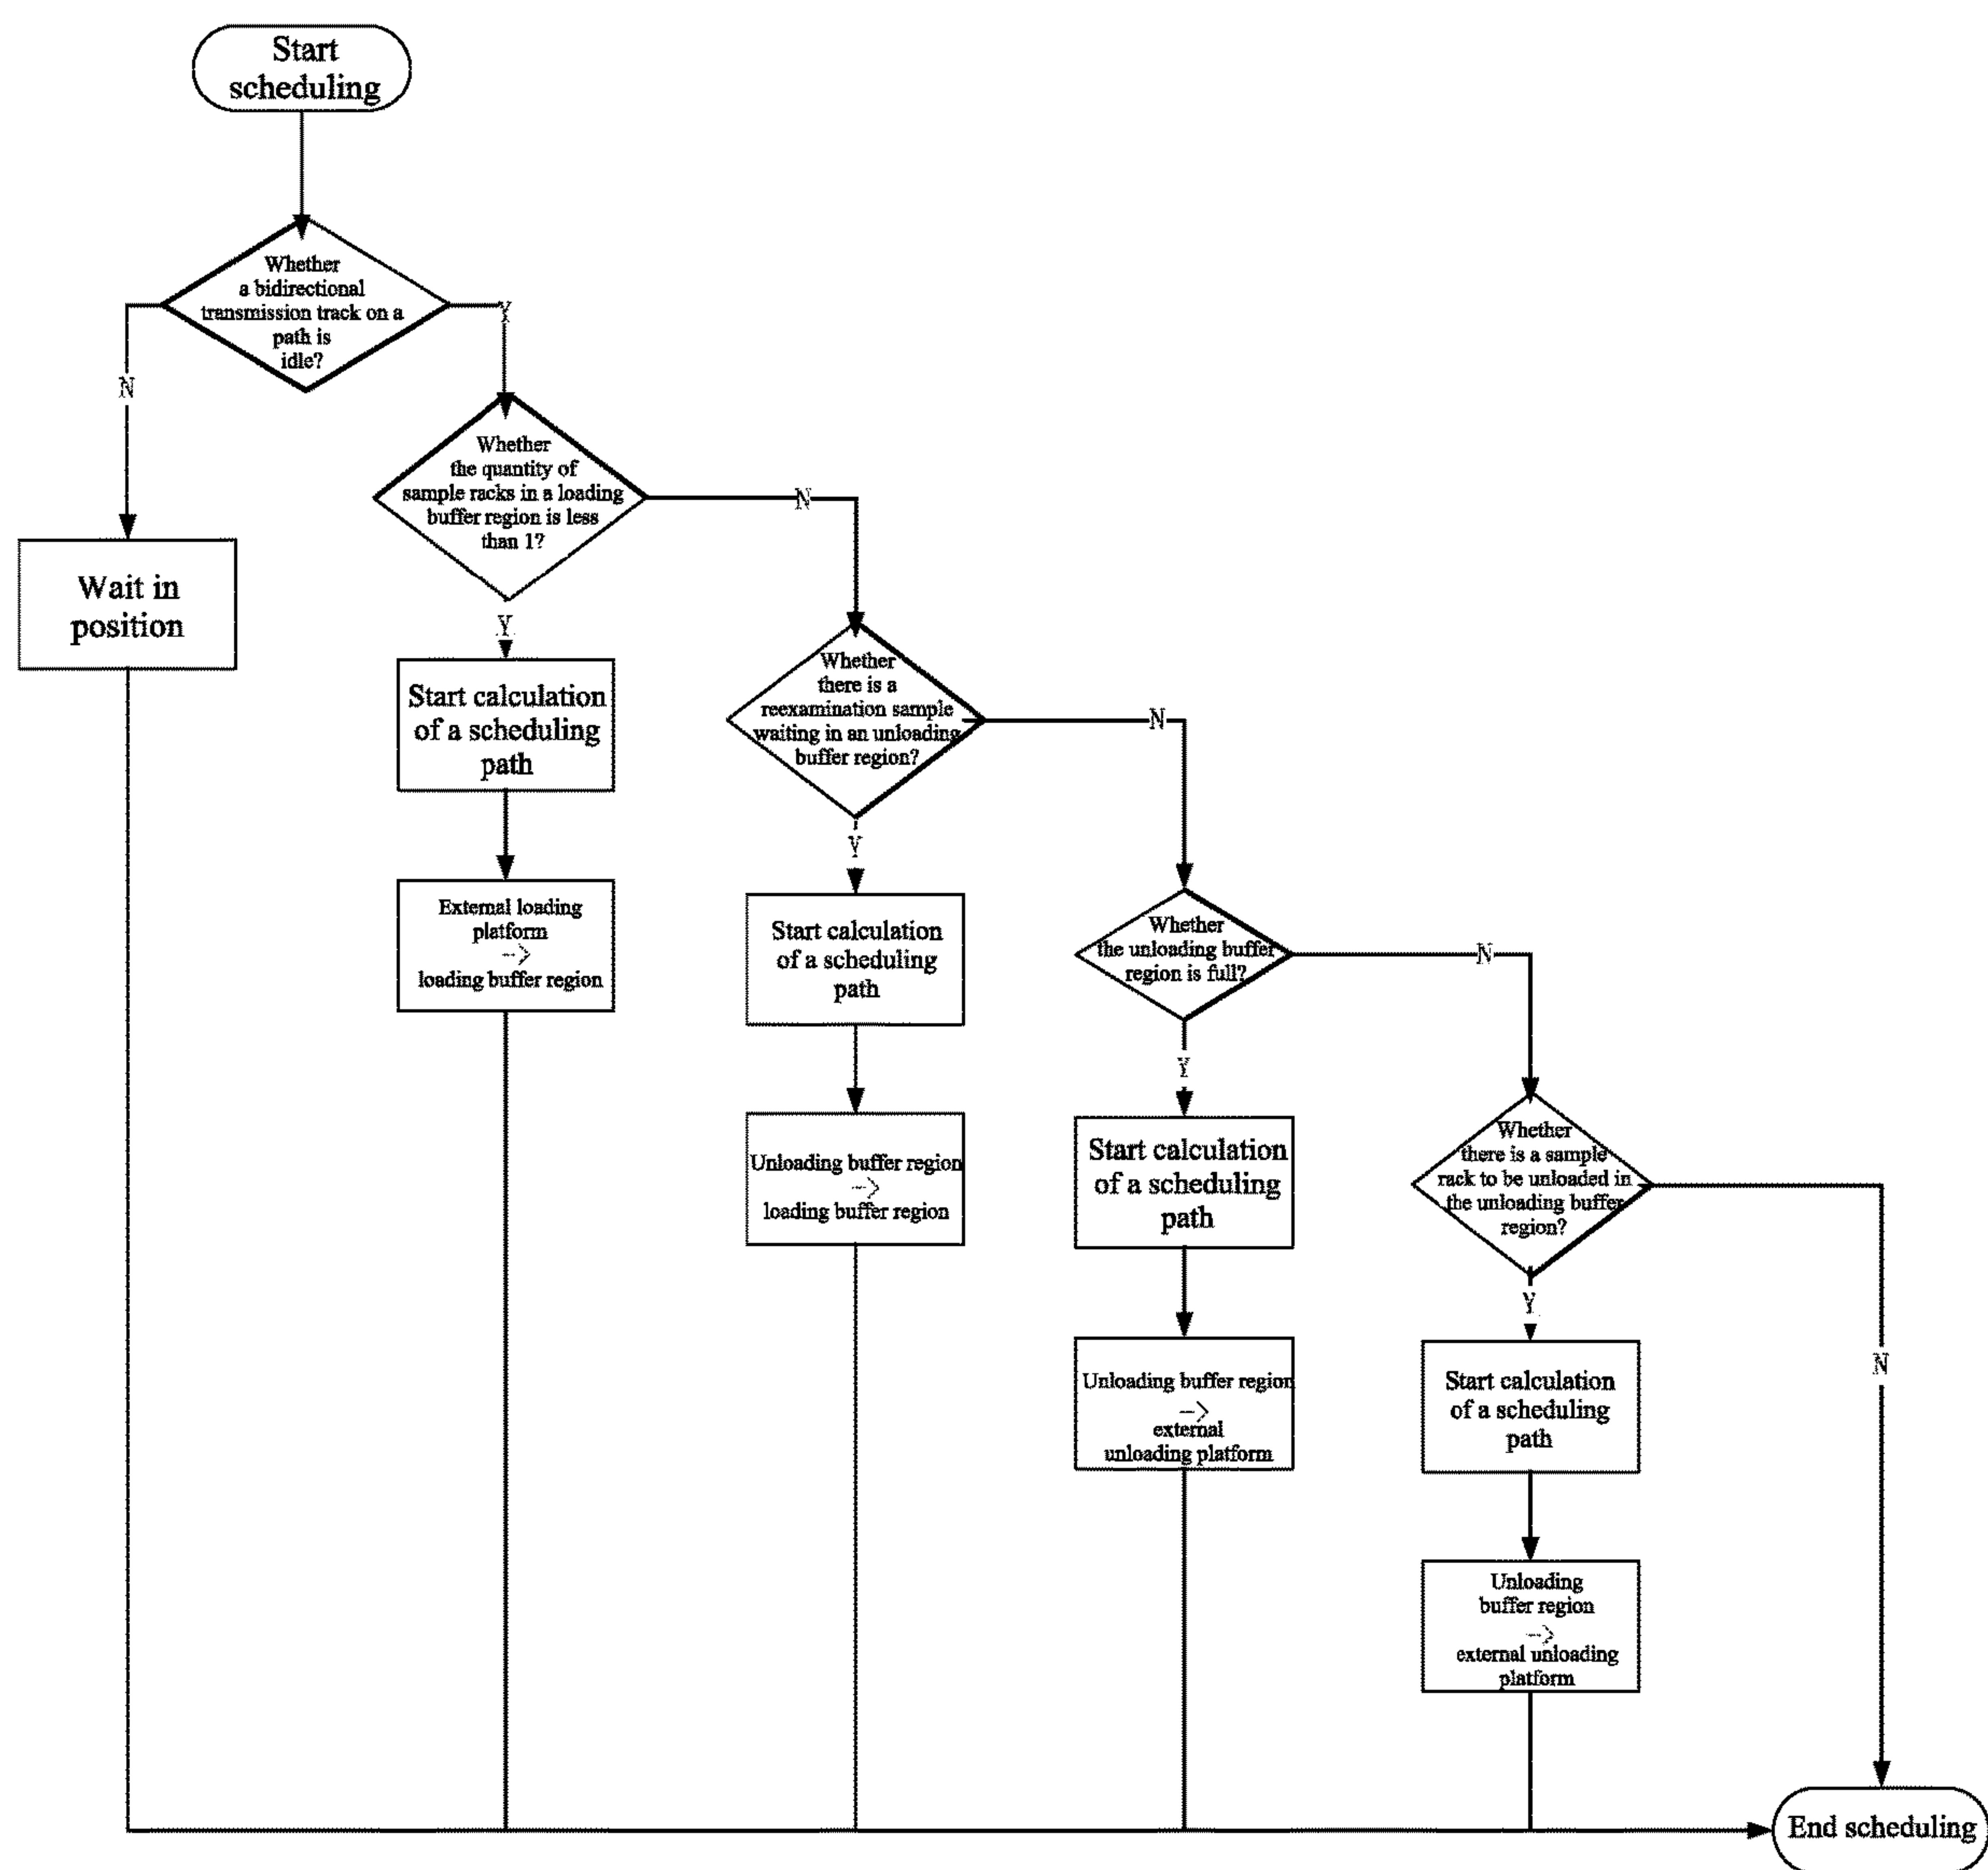 Start
scheduling
Whether
a bidirectional
transmission track on a
path is
idle?
Y
N
Whether
the quantity of
sample racks in a loading
buffer region is less
than 1?
N
Y
Wait in
position
Start calculation
of a scheduling
path
External loading
platform
-->
loading buffer region
Whether
there is a
reexamination sample
waiting in an unloading
buffer region?
N
Y
Start calculation
of a scheduling
path
Unloading buffer region
-->
loading buffer region
Whether
the unloading buffer
region is full?
N
Y
Start calculation
of a scheduling
path
Unloading buffer region
-->
external
unloading platform
Whether
there is a sample
rack to be unloaded in
the unloading buffer
region?
N
Y
Start calculation
of a scheduling
path
Unloading
buffer region
-->
external unloading
platform
End scheduling